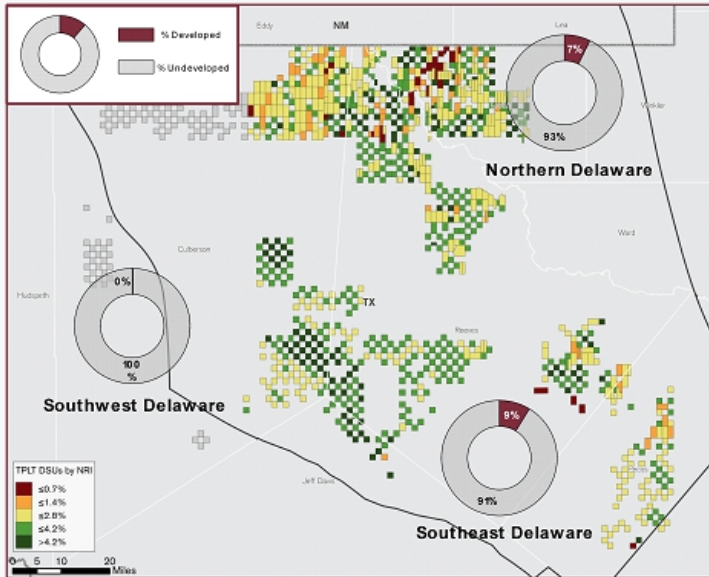 Eddy
NM
Lea
% Developed
% Undeveloped
7%
93%
Winkler
Northern Delaware
Ward
Culberson
Hudspeth
0%
TX
Reeves
100
%
Southwest Delaware
9%
91%
Southeast Delaware
Pecos
Jeff Davis
TPLT DSUs by NRI
≤0.7%
≤1.4%
≤2.8%
≤4.2%
>4.2%
0 5 10 20
Miles